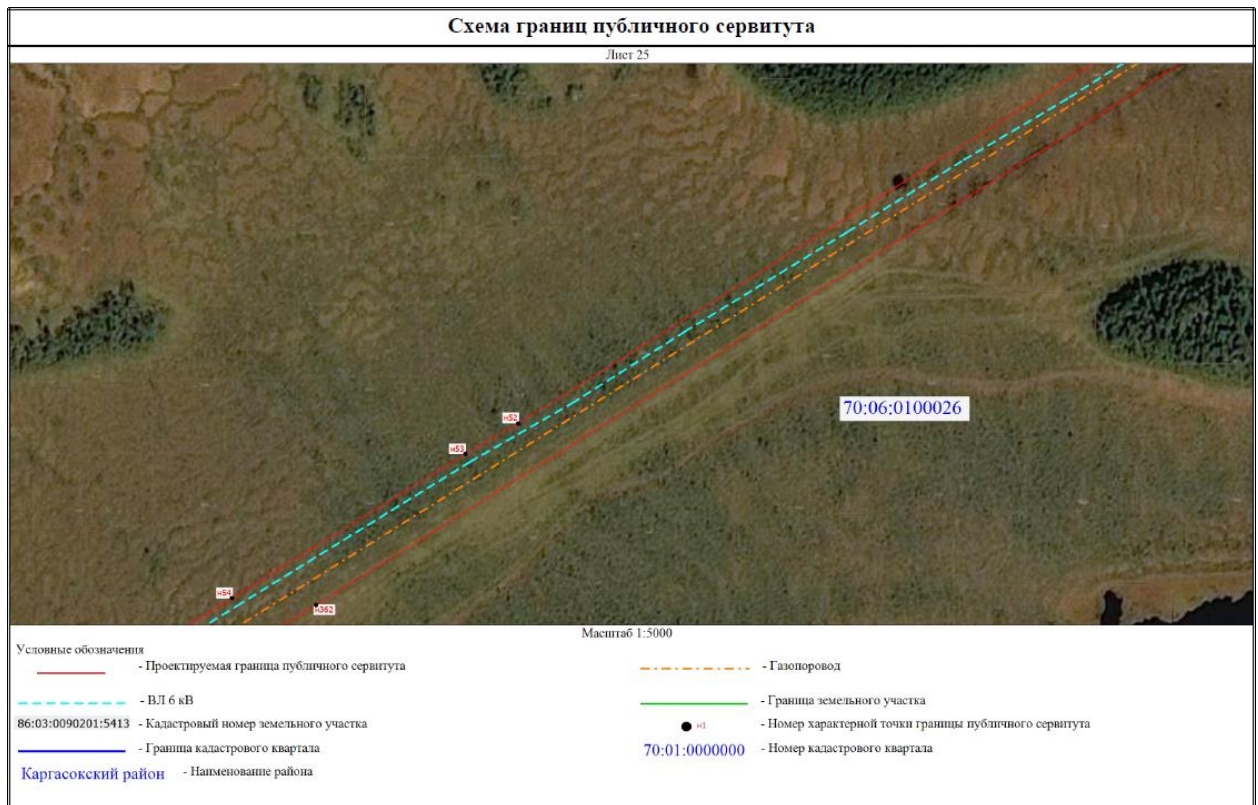 Схема границ публичного сервитута
Лист 25
70:06:0100026
н52
н53
н54
н362
Масштаб 1:5000
Условные обозначения
- Проектируемая граница публичного сервитута
- Газопоровод
- ВЛ 6 кВ
- Граница земельного участка
86:03:0090201:5413 - Кадастровый номер земельного участка
н1 - Номер характерной точки границы публичного сервитута
- Граница кадастрового квартала
70:01:0000000 - Номер кадастрового квартала
Каргасокский район - Наименование района